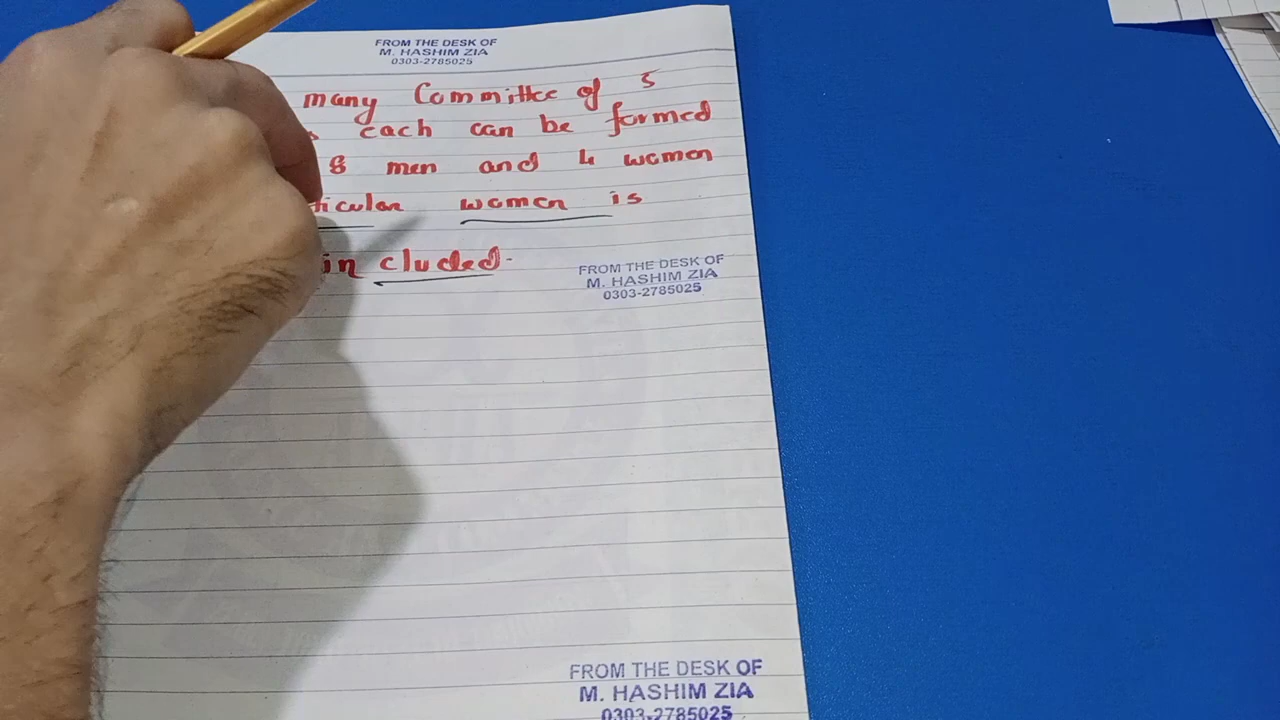 FROM THE DESK OF
M. HASHIM ZIA
0303-2785025
many Committee of 5
each can be formed
8 men and 4 women
ticular women is
included.
FROM THE DESK OF
M. HASHIM ZIA
0303-2785025
FROM THE DESK OF
M. HASHIM ZIA
0303-2785025